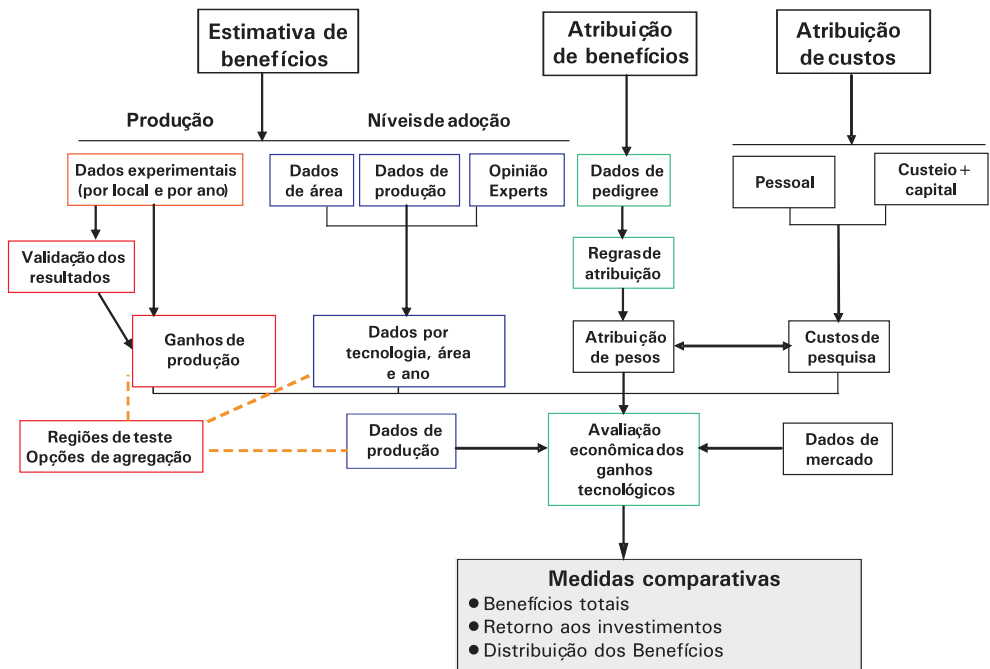 Estimativa de
benefícios
Atribuição
de benefícios
Atribuição
de custos
Produção
Níveis de adoção
Dados experimentais
(por local e por ano)
Dados
de área
Dados de
produção
Opinião
Experts
Dados de
pedigree
Pessoal
Custeio +
capital
Validação dos
resultados
Regras de
atribuição
Ganhos de
produção
Dados por
tecnologia, área
e ano
Atribuição
de pesos
Custos de
pesquisa
Regiões de teste
Opções de agregação
Dados de
produção
Avaliação
econômica dos
ganhos
tecnológicos
Dados de
mercado
Medidas comparativas
● Benefícios totais
● Retorno aos investimentos
● Distribuição dos Benefícios